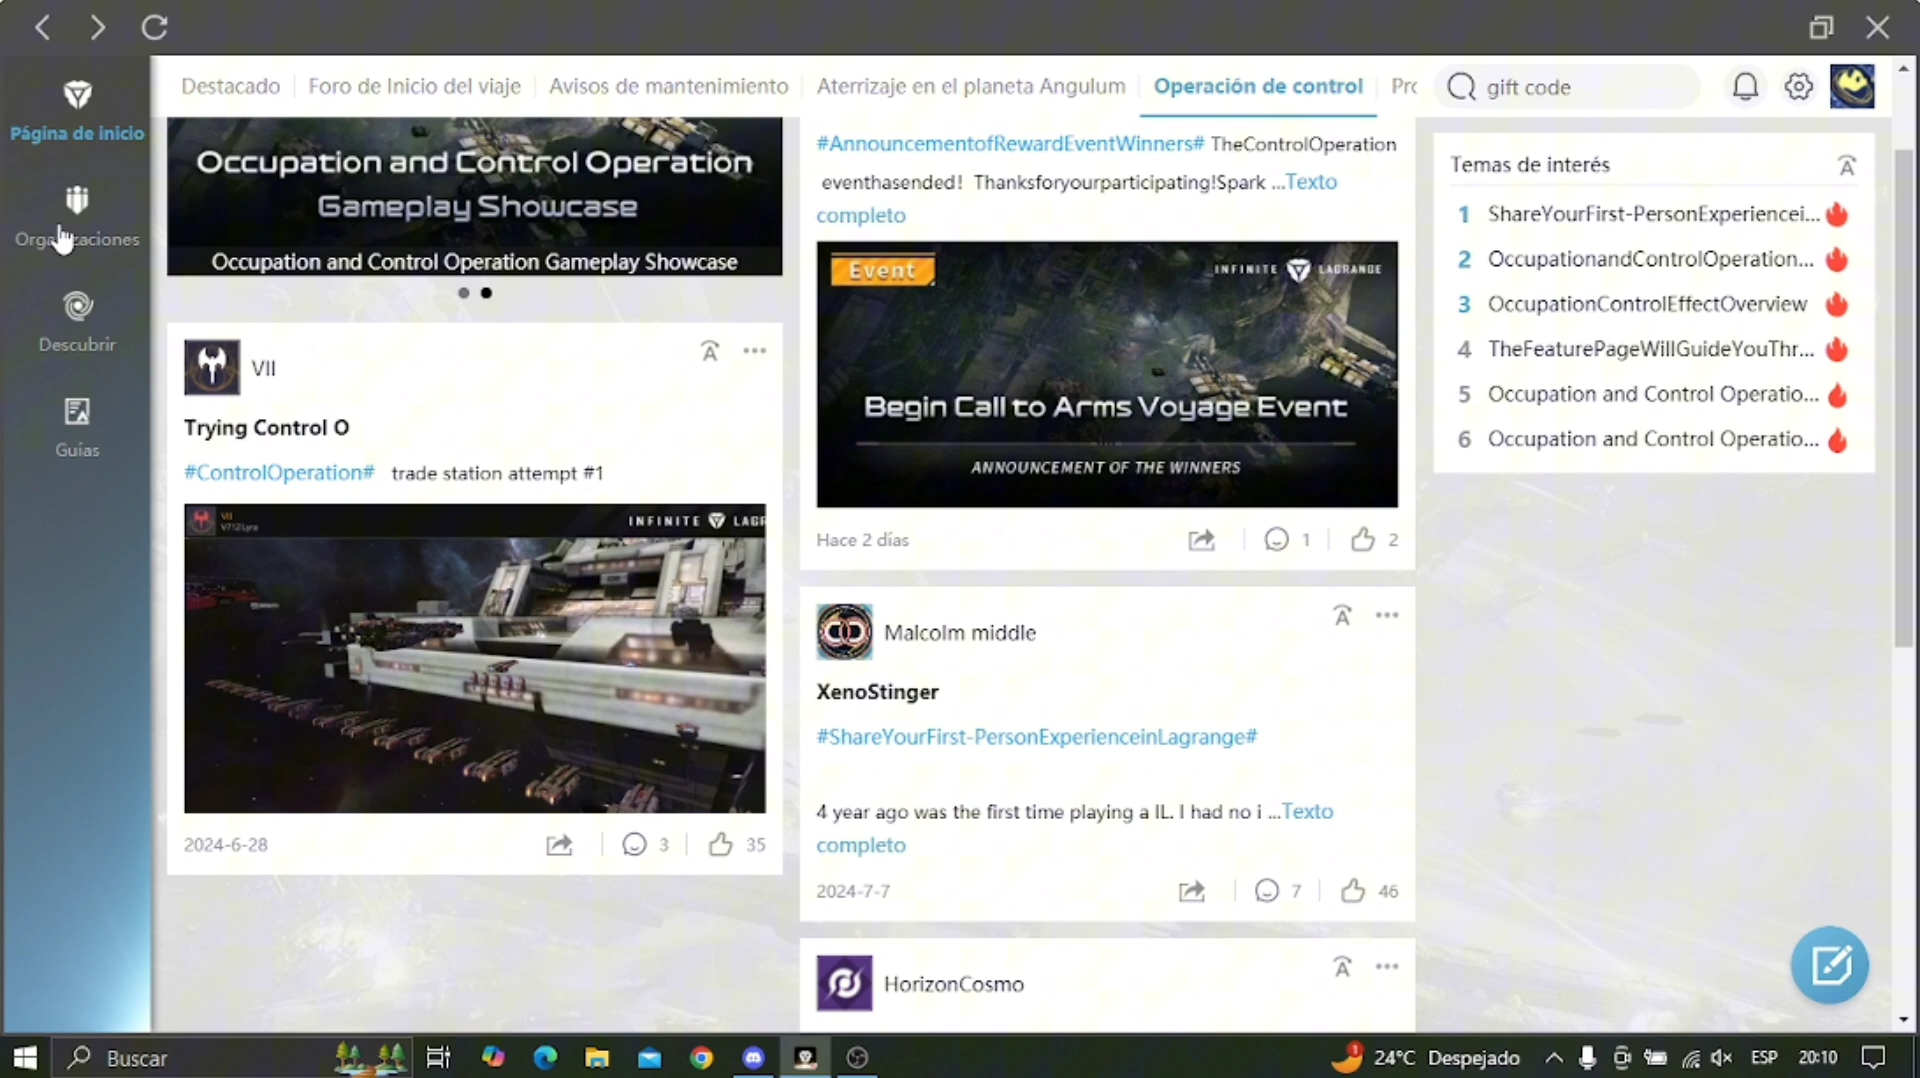 Destacado
Foro de Inicio del viaje
Avisos de mantenimiento
Aterrizaje en el planeta Angulum
Operación de control
Pro
gift code
Página de inicio
Organizaciones
Descubrir
Guías
Occupation and Control Operation
Gameplay Showcase
Occupation and Control Operation Gameplay Showcase
VII
Trying Control O
#ControlOperation# trade station attempt #1
VII
INFINITE LAGR
2024-6-28
3
35
#AnnouncementofRewardEventWinners# TheControlOperation
eventhasended! Thanksforyourparticipating!Spark ...Texto
completo
Event
INFINITE LAGRANGE
Begin Call to Arms Voyage Event
ANNOUNCEMENT OF THE WINNERS
Hace 2 días
1
2
Malcolm middle
XenoStinger
#ShareYourFirst-PersonExperienceinLagrange#
4 year ago was the first time playing a IL. I had no i ...Texto
completo
2024-7-7
7
46
HorizonCosmo
Temas de interés
1 ShareYourFirst-PersonExperiencei...
2 OccupationandControlOperation...
3 OccupationControlEffectOverview
4 TheFeaturePageWillGuideYouThr...
5 Occupation and Control Operatio...
6 Occupation and Control Operatio...
Buscar
1
24°C Despejado
ESP
20:10